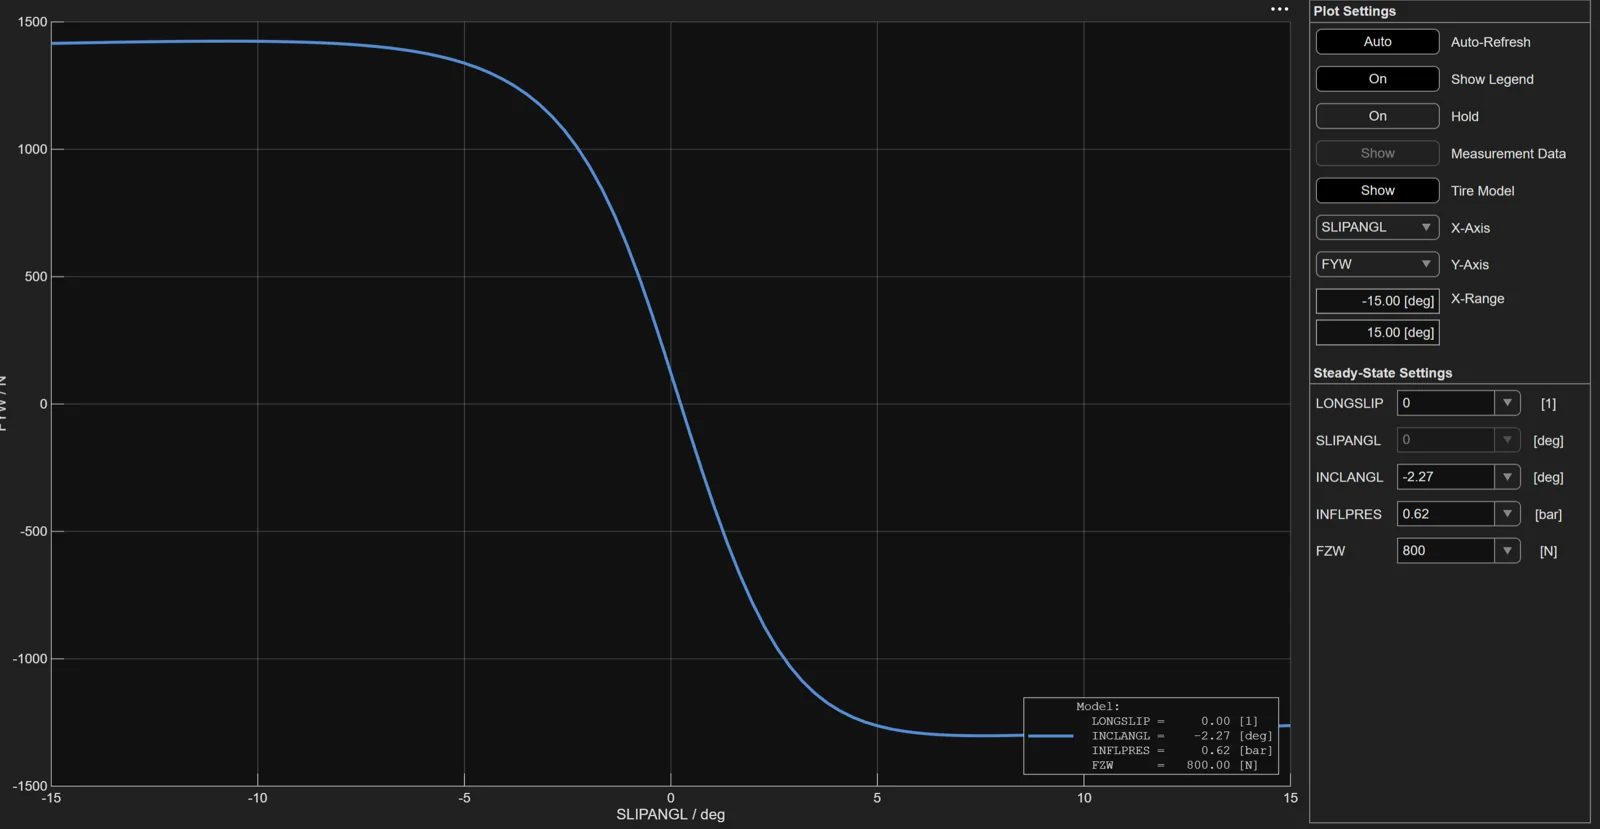 Plot Settings
Auto Auto-Refresh
On Show Legend
On Hold
Show Measurement Data
Show Tire Model
SLIPANGL X-Axis
FYW Y-Axis
-15.00 [deg] X-Range
15.00 [deg]
Steady-State Settings
LONGSLIP 0 [1]
SLIPANGL 0 [deg]
INCLANGL -2.27 [deg]
INFLPRES 0.62 [bar]
FZW 800 [N]
1500
1000
500
0
-500
-1000
-1500
FYW / N
-15 -10 -5 0 5 10 15
SLIPANGL / deg
Model:
LONGSLIP = 0.00 [1]
INCLANGL = -2.27 [deg]
INFLPRES = 0.62 [bar]
FZW = 800.00 [N]